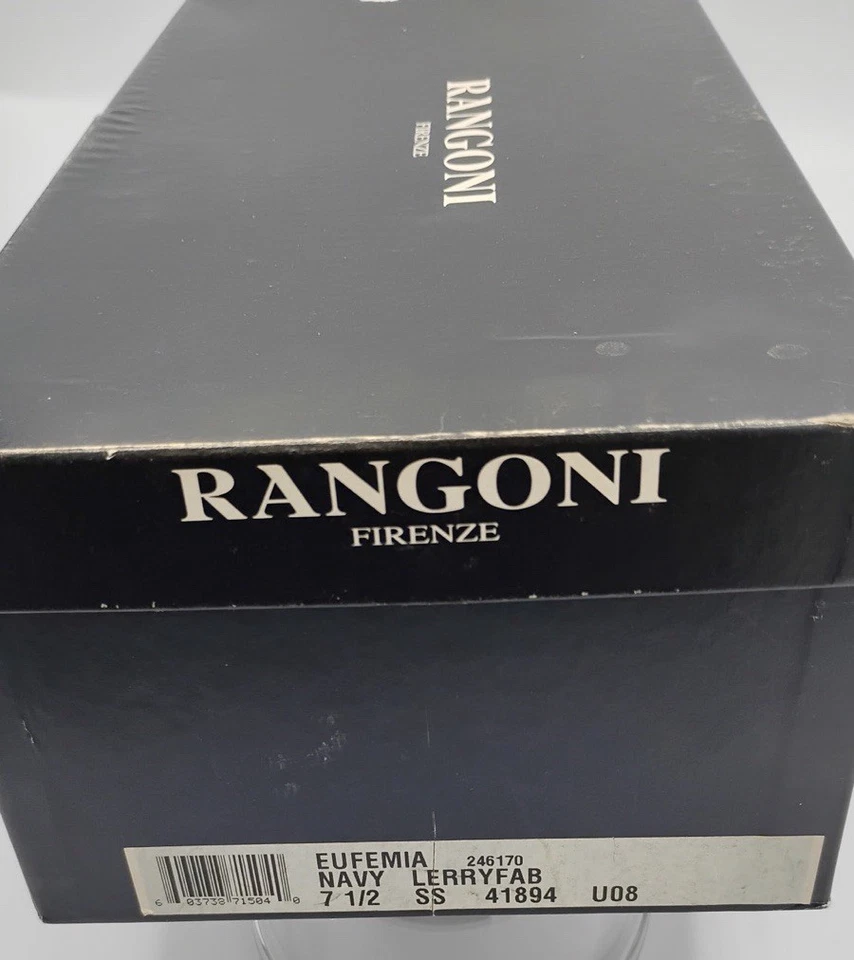 RANGONI
FIRENZE
RANGONI
FIRENZE
EUFEMIA 246170
NAVY LERRYFAB
7 1/2 SS 41894 U08
6 03738 71504 0